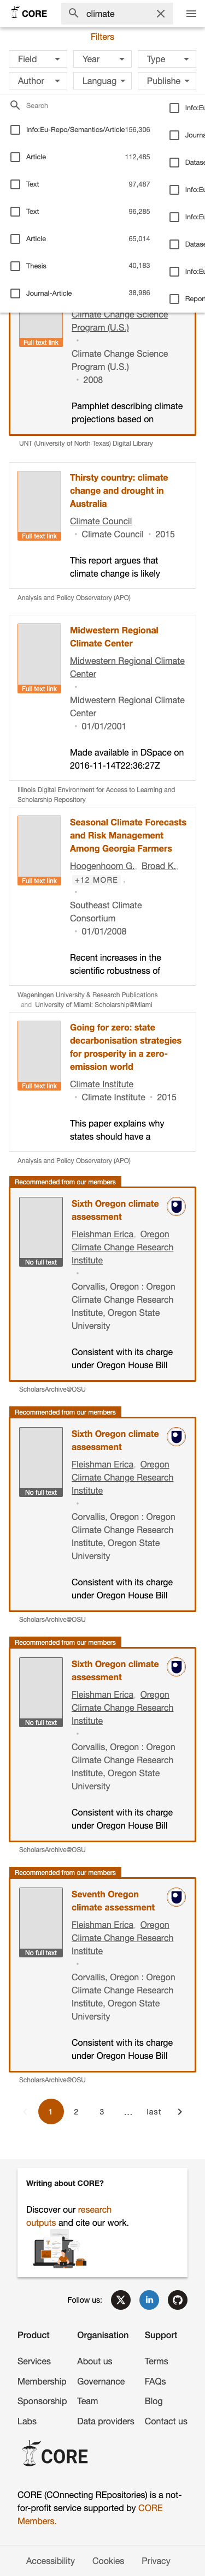 CORE
climate
Filters
Field
Year
Type
Author
Languag
Publishe
Search
Info:Eu-Repo/Semantics/Article 156,306
Article 112,485
Text 97,487
Text 96,285
Article 65,014
Thesis 40,183
Journal-Article 38,986
Info:Eu
Journa
Datase
Info:Eu
Info:Eu
Datase
Info:Eu
Report
Full text link
Climate Change Science
Program (U.S.)
Climate Change Science
Program (U.S.)
· 2008
Pamphlet describing climate
projections based on
UNT (University of North Texas) Digital Library
Full text link
Thirsty country: climate
change and drought in
Australia
Climate Council
· Climate Council · 2015
This report argues that
climate change is likely
Analysis and Policy Observatory (APO)
Full text link
Midwestern Regional
Climate Center
Midwestern Regional Climate
Center
Midwestern Regional Climate
Center
· 01/01/2001
Made available in DSpace on
2016-11-14T22:36:27Z
Illinois Digital Environment for Access to Learning and
Scholarship Repository
Full text link
Seasonal Climate Forecasts
and Risk Management
Among Georgia Farmers
Hoogenhoom G., Broad K.,
+12 MORE
Southeast Climate
Consortium
· 01/01/2008
Recent increases in the
scientific robustness of
Wageningen University & Research Publications
and University of Miami: Scholarship@Miami
Full text link
Going for zero: state
decarbonisation strategies
for prosperity in a zero-
emission world
Climate Institute
· Climate Institute · 2015
This paper explains why
states should have a
Analysis and Policy Observatory (APO)
Recommended from our members
No full text
Sixth Oregon climate
assessment
Fleishman Erica, Oregon
Climate Change Research
Institute
Corvallis, Oregon : Oregon
Climate Change Research
Institute, Oregon State
University
Consistent with its charge
under Oregon House Bill
ScholarsArchive@OSU
Recommended from our members
No full text
Sixth Oregon climate
assessment
Fleishman Erica, Oregon
Climate Change Research
Institute
Corvallis, Oregon : Oregon
Climate Change Research
Institute, Oregon State
University
Consistent with its charge
under Oregon House Bill
ScholarsArchive@OSU
Recommended from our members
No full text
Sixth Oregon climate
assessment
Fleishman Erica, Oregon
Climate Change Research
Institute
Corvallis, Oregon : Oregon
Climate Change Research
Institute, Oregon State
University
Consistent with its charge
under Oregon House Bill
ScholarsArchive@OSU
Recommended from our members
No full text
Seventh Oregon
climate assessment
Fleishman Erica, Oregon
Climate Change Research
Institute
Corvallis, Oregon : Oregon
Climate Change Research
Institute, Oregon State
University
Consistent with its charge
under Oregon House Bill
ScholarsArchive@OSU
1 2 3 ... last
Writing about CORE?
Discover our research
outputs and cite our work.
Follow us:
Product
Services
Membership
Sponsorship
Labs
Organisation
About us
Governance
Team
Data providers
Support
Terms
FAQs
Blog
Contact us
CORE
CORE (COnnecting REpositories) is a not-
for-profit service supported by CORE
Members.
Accessibility Cookies Privacy